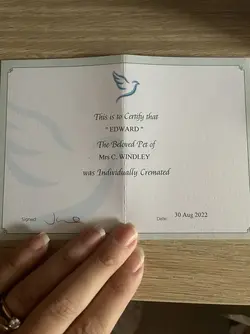 This is to Certify that
" EDWARD "
The Beloved Pet of
Mrs C. WINDLEY
was Individually Cremated
Signed
Date: 30 Aug 2022